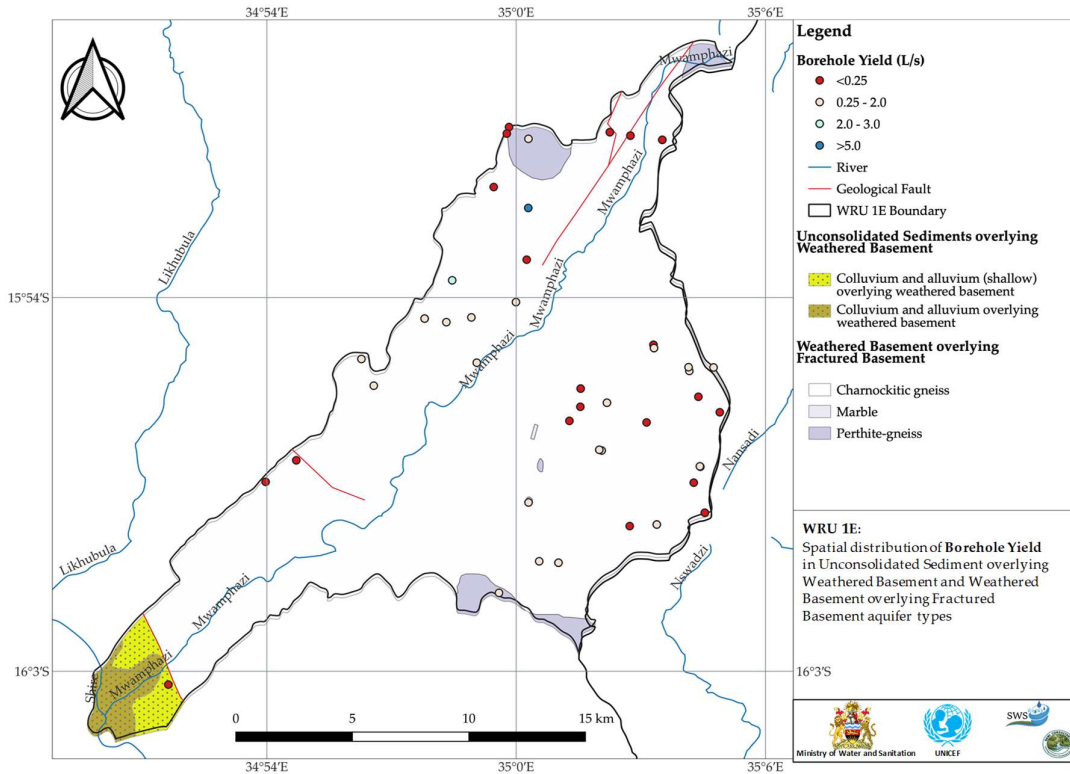 34°54'E
35°0'E
35°6'E
15°54'S
Likhubula
Likhubula
Mwamphazi
Mwamphazi
Mwamphazi
Mwamphazi
Mwamphazi
Mwamphazi
Shire
Nansadi
Nswadzi
16°3'S
16°3'S
0
5
10
15 km
34°54'E
35°0'E
35°6'E
Legend
Borehole Yield (L/s)
<0.25
0.25 - 2.0
2.0 - 3.0
>5.0
River
Geological Fault
WRU 1E Boundary
Unconsolidated Sediments overlying
Weathered Basement
Colluvium and alluvium (shallow)
overlying weathered basement
Colluvium and alluvium overlying
weathered basement
Weathered Basement overlying
Fractured Basement
Charnockitic gneiss
Marble
Perthite-gneiss
WRU 1E:
Spatial distribution of Borehole Yield
in Unconsolidated Sediment overlying
Weathered Basement and Weathered
Basement overlying Fractured
Basement aquifer types
Ministry of Water and Sanitation
UNICEF
SWS